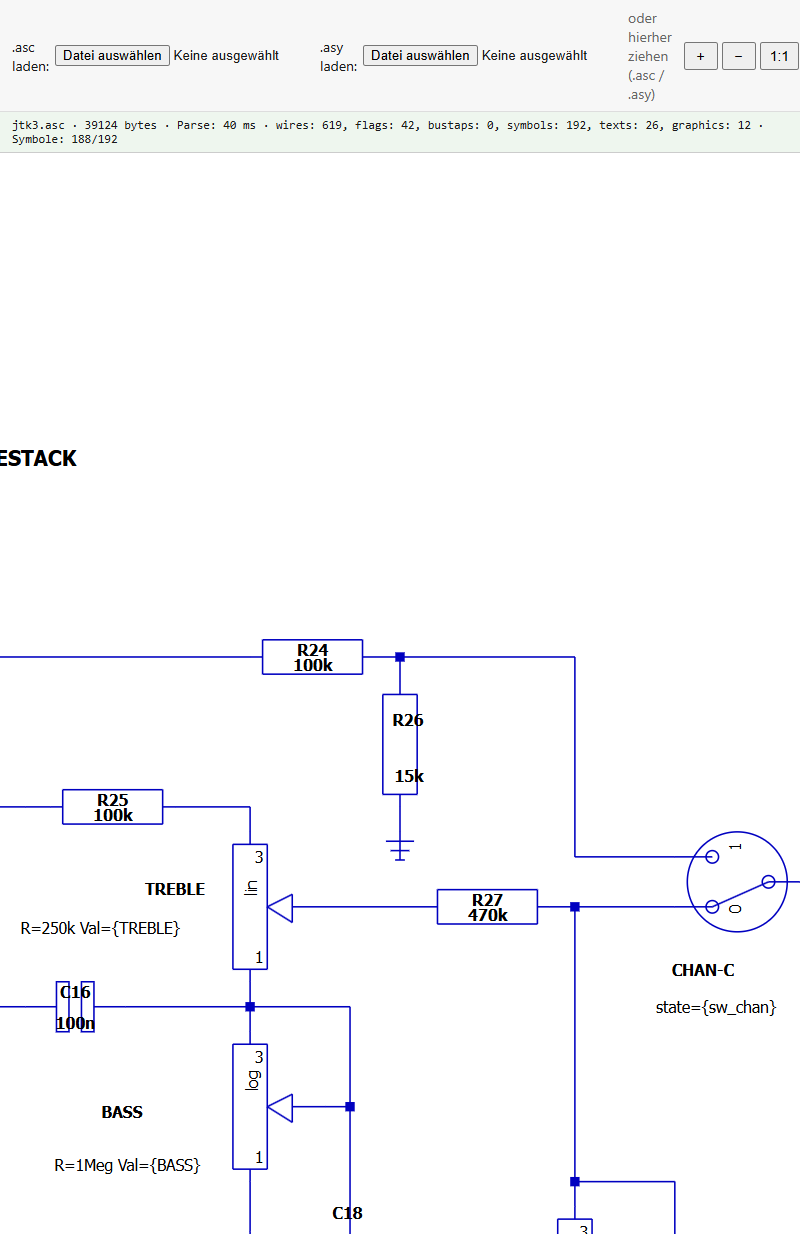 oder
hierher
ziehen
(.asc /
.asy)
.asc
laden:
Datei auswählen Keine ausgewählt
.asy
laden:
Datei auswählen Keine ausgewählt
+
−
1:1
jtk3.asc · 39124 bytes · Parse: 40 ms · wires: 619, flags: 42, bustaps: 0, symbols: 192, texts: 26, graphics: 12 ·
Symbole: 188/192
ESTACK
R24
100k
R26
15k
R25
100k
3
lin
1
TREBLE
R=250k Val={TREBLE}
R27
470k
1
0
CHAN-C
state={sw_chan}
C16
100n
3
log
1
BASS
R=1Meg Val={BASS}
C18
3